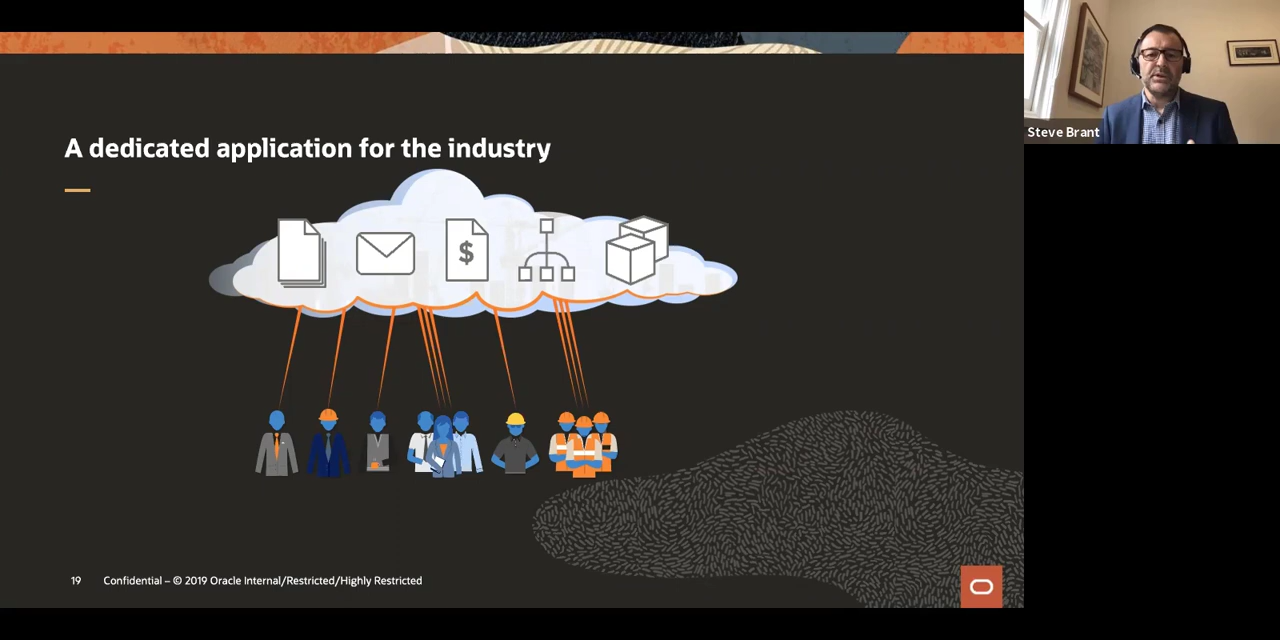 A dedicated application for the industry
$
19 Confidential – © 2019 Oracle Internal/Restricted/Highly Restricted
Steve Brant